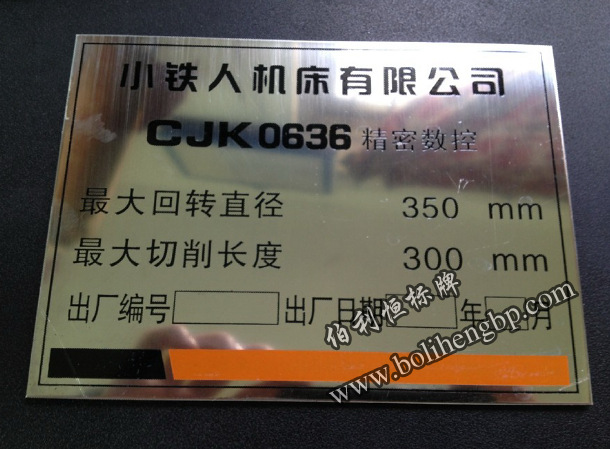 小铁人机床有限公司
CJK0636 精密数控
最大回转直径 350 mm
最大切削长度 300 mm
出厂编号 出厂日期 年 月
伯利恒标牌
www.bolihengbp.com